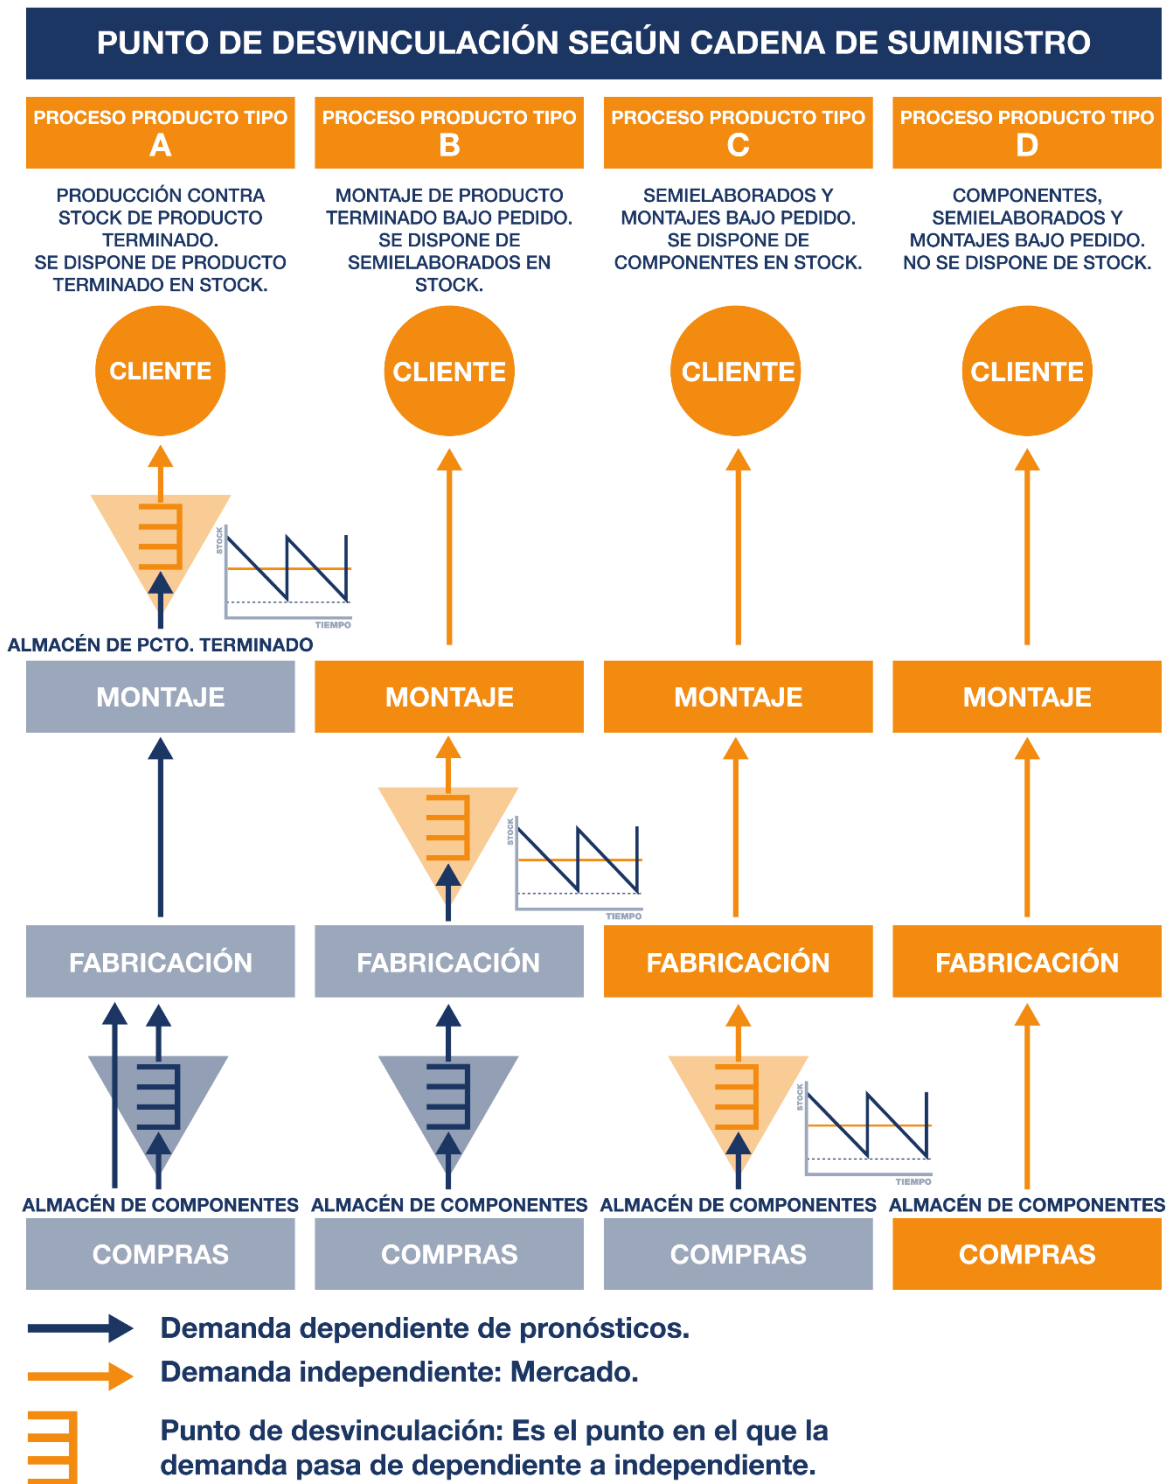 PUNTO DE DESVINCULACIÓN SEGÚN CADENA DE SUMINISTRO
PROCESO PRODUCTO TIPO
A
PRODUCCIÓN CONTRA
STOCK DE PRODUCTO
TERMINADO.
SE DISPONE DE PRODUCTO
TERMINADO EN STOCK.
CLIENTE
STOCK
TIEMPO
ALMACÉN DE PCTO. TERMINADO
MONTAJE
FABRICACIÓN
ALMACÉN DE COMPONENTES
COMPRAS
PROCESO PRODUCTO TIPO
B
MONTAJE DE PRODUCTO
TERMINADO BAJO PEDIDO.
SE DISPONE DE
SEMIELABORADOS EN
STOCK.
CLIENTE
MONTAJE
STOCK
TIEMPO
FABRICACIÓN
ALMACÉN DE COMPONENTES
COMPRAS
PROCESO PRODUCTO TIPO
C
SEMIELABORADOS Y
MONTAJES BAJO PEDIDO.
SE DISPONE DE
COMPONENTES EN STOCK.
CLIENTE
MONTAJE
FABRICACIÓN
STOCK
TIEMPO
ALMACÉN DE COMPONENTES
COMPRAS
PROCESO PRODUCTO TIPO
D
COMPONENTES,
SEMIELABORADOS Y
MONTAJES BAJO PEDIDO.
NO SE DISPONE DE STOCK.
CLIENTE
MONTAJE
FABRICACIÓN
ALMACÉN DE COMPONENTES
COMPRAS
Demanda dependiente de pronósticos.
Demanda independiente: Mercado.
Punto de desvinculación: Es el punto en el que la
demanda pasa de dependiente a independiente.